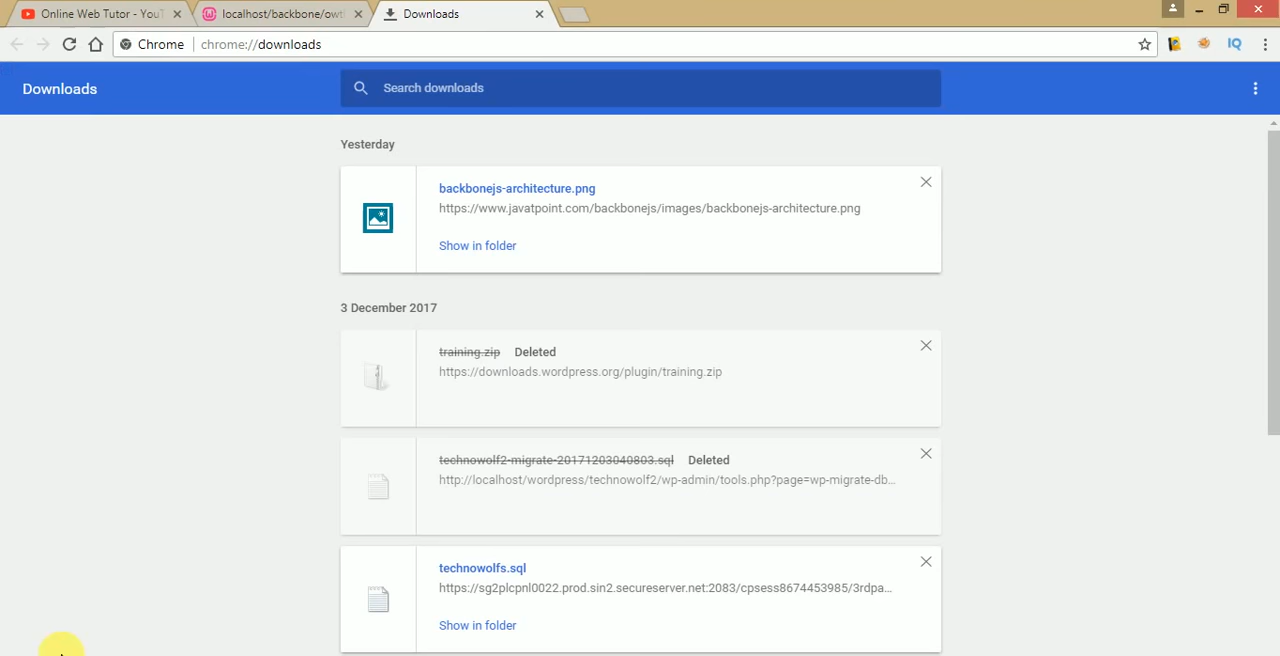 Online Web Tutor - YouT
localhost/backbone/owt
Downloads
Chrome
chrome://downloads
IQ
Downloads
Search downloads
Yesterday
backbonejs-architecture.png
https://www.javatpoint.com/backbonejs/images/backbonejs-architecture.png
Show in folder
3 December 2017
training.zip Deleted
https://downloads.wordpress.org/plugin/training.zip
technowolf2-migrate-20171203040803.sql Deleted
http://localhost/wordpress/technowolf2/wp-admin/tools.php?page=wp-migrate-db...
technowolfs.sql
https://sg2plcpnl0022.prod.sin2.secureserver.net:2083/cpsess8674453985/3rdpa...
Show in folder